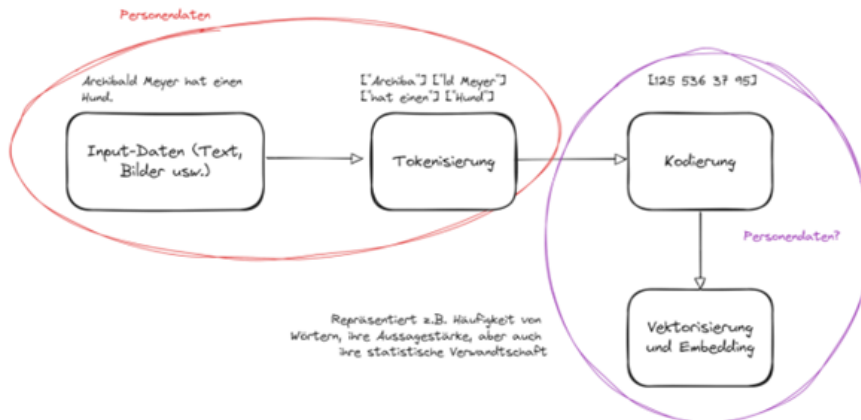 Personendaten
Archibald Meyer hat einen
Hund.
["Archiba"] ["ld Meyer"]
["hat einen"] ["Hund"]
[125 536 37 95]
Input-Daten (Text,
Bilder usw.)
Tokenisierung
Kodierung
Personendaten?
Repräsentiert z.B. Häufigkeit von
Wörtern, ihre Aussagestärke, aber auch
ihre statistische Verwandtschaft
Vektorisierung
und Embedding